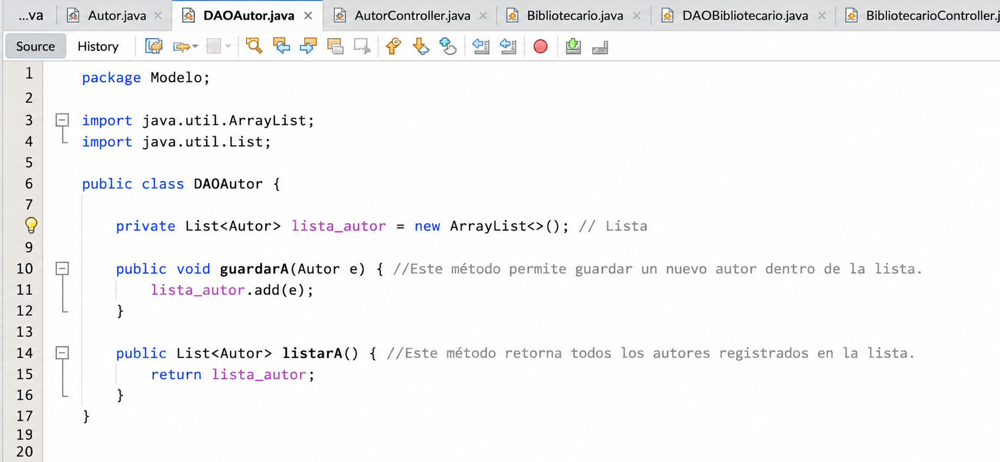 ...va Autor.java DAOAutor.java AutorController.java Bibliotecario.java DAOBibliotecario.java BibliotecarioController.j
Source History
1 package Modelo;
2
3 import java.util.ArrayList;
4 import java.util.List;
5
6 public class DAOAutor {
7
private List<Autor> lista_autor = new ArrayList<>(); // Lista
9
10 public void guardarA(Autor e) { //Este método permite guardar un nuevo autor dentro de la lista.
11 lista_autor.add(e);
12 }
13
14 public List<Autor> listarA() { //Este método retorna todos los autores registrados en la lista.
15 return lista_autor;
16 }
17 }
19
20